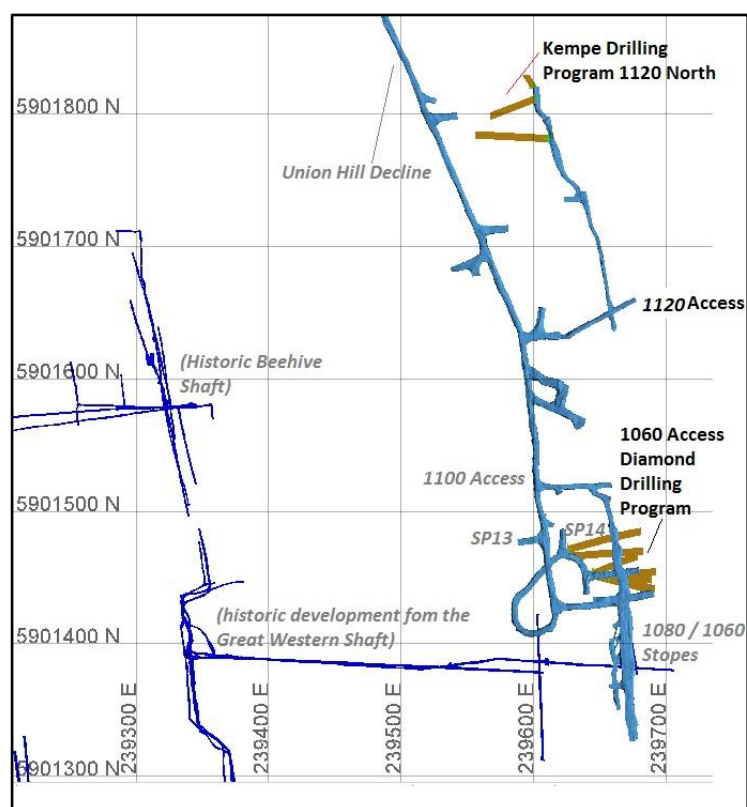 Kempe Drilling
Program 1120 North
5901800 N
Union Hill Decline
5901700 N
1120 Access
(Historic Beehive
Shaft)
5901600 N
1060 Access
Diamond
Drilling
Program
1100 Access
5901500 N
SP13
SP14
(historic development fom the
Great Western Shaft)
1080 / 1060
Stopes
5901400 N
239300 E
239400 E
239500 E
239600 E
239700 E
5901300 N